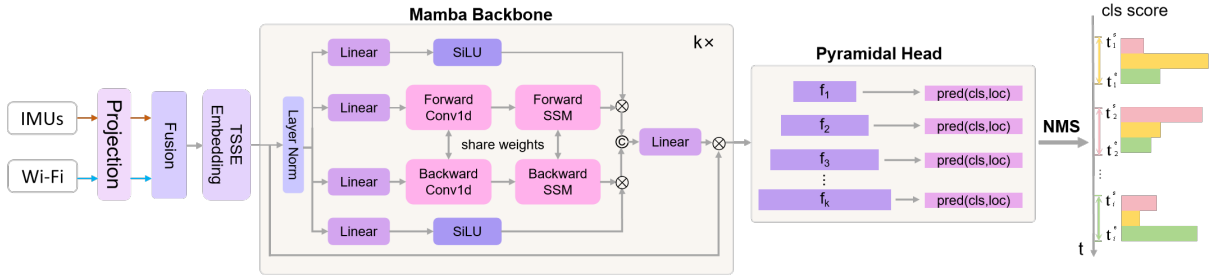 Mamba Backbone
cls score
k×
Linear
SiLU
Pyramidal Head
IMUs
Wi-Fi
Projection
Fusion
TSSE
Embedding
Layer Norm
Linear
Forward
Conv1d
Forward
SSM
share weights
Linear
Backward
Conv1d
Backward
SSM
Linear
SiLU
©
Linear
f1
pred(cls,loc)
f2
pred(cls,loc)
f3
pred(cls,loc)
⋮
fk
pred(cls,loc)
NMS
t